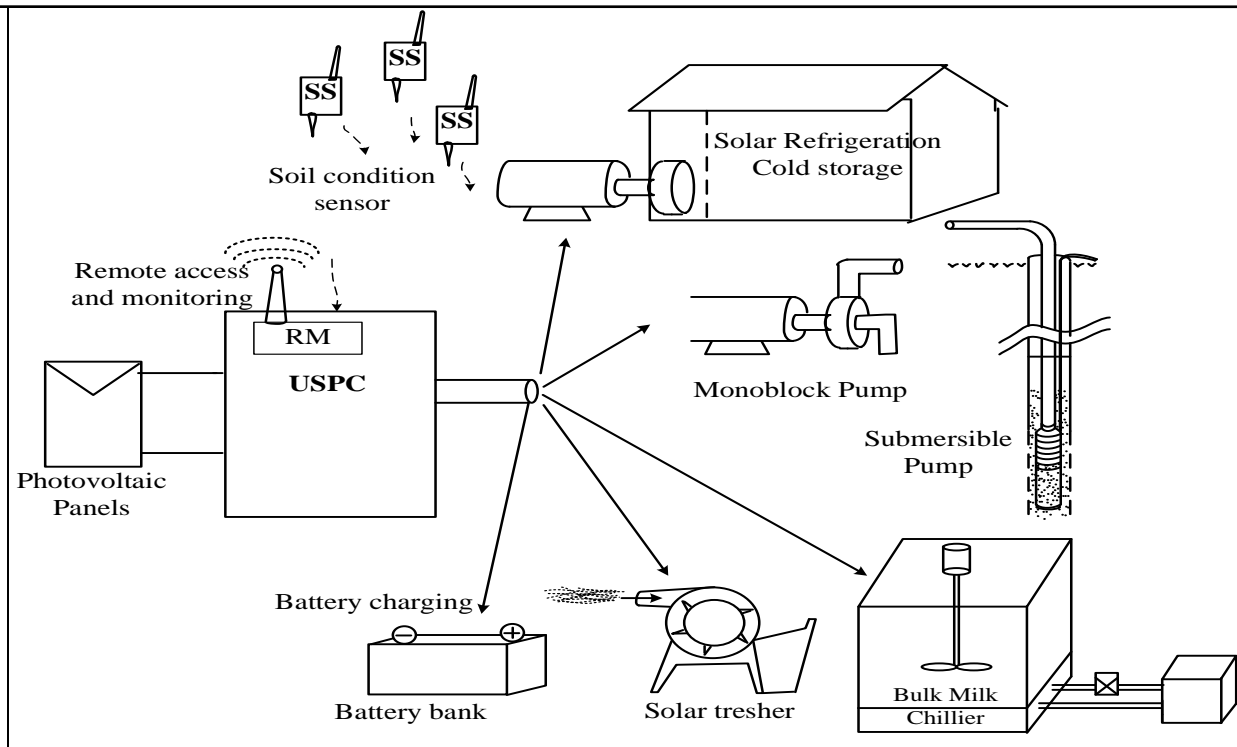 SS
SS
SS
Soil condition
sensor
Solar Refrigeration
Cold storage
Remote access
and monitoring
RM
USPC
Photovoltaic
Panels
Monoblock Pump
Submersible
Pump
Battery charging
Battery bank
Solar tresher
Bulk Milk
Chillier